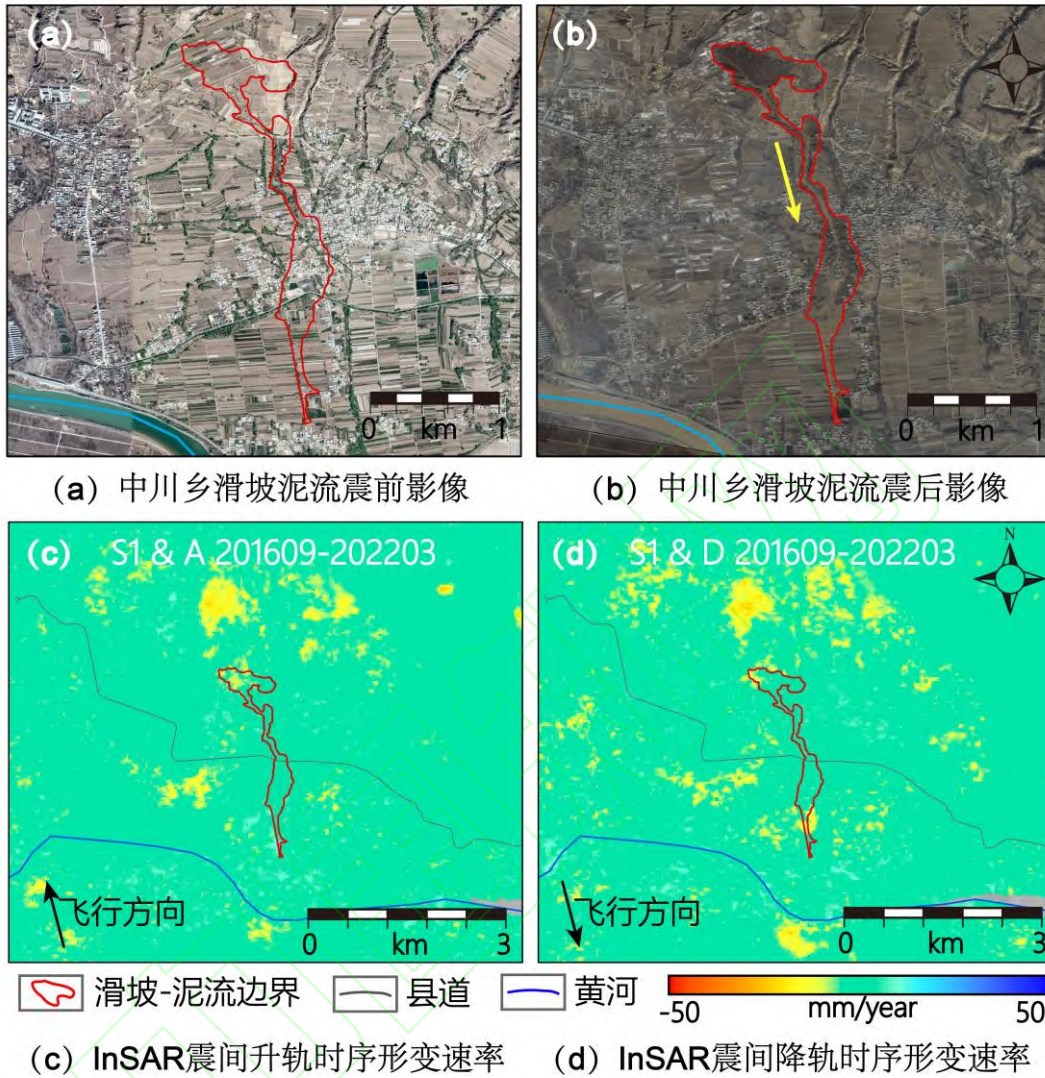 (a)
(b)
0 km 1
0 km 1
(a) 中川乡滑坡泥流震前影像
(b) 中川乡滑坡泥流震后影像
(c) S1 & A 201609-202203
(d) S1 & D 201609-202203
N
飞行方向
0 km 3
飞行方向
0 km 3
滑坡-泥流边界
县道
黄河
-50 mm/year 50
(c) InSAR震间升轨时序形变速率
(d) InSAR震间降轨时序形变速率